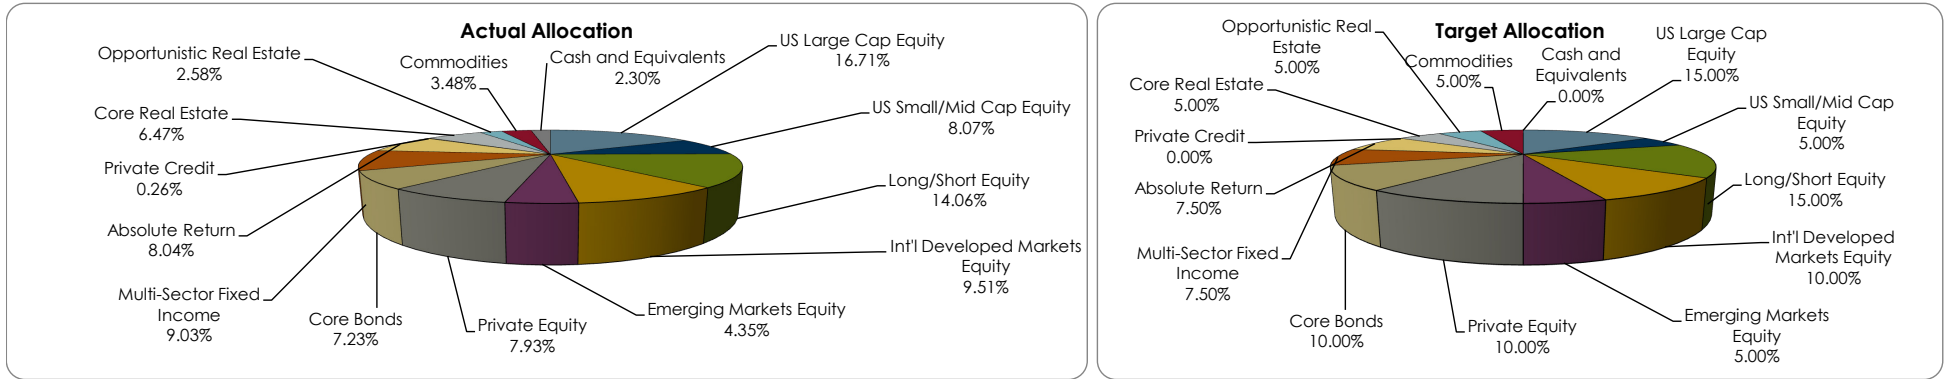 Actual Allocation
US Large Cap Equity
16.71%
US Small/Mid Cap Equity
8.07%
Long/Short Equity
14.06%
Int'l Developed Markets
Equity
9.51%
Emerging Markets Equity
4.35%
Private Equity
7.93%
Core Bonds
7.23%
Multi-Sector Fixed
Income
9.03%
Absolute Return
8.04%
Private Credit
0.26%
Core Real Estate
6.47%
Opportunistic Real Estate
2.58%
Commodities
3.48%
Cash and Equivalents
2.30%
Target Allocation
US Large Cap
Equity
15.00%
US Small/Mid Cap
Equity
5.00%
Long/Short Equity
15.00%
Int'l Developed
Markets Equity
10.00%
Emerging Markets
Equity
5.00%
Private Equity
10.00%
Core Bonds
10.00%
Multi-Sector Fixed
Income
7.50%
Absolute Return
7.50%
Private Credit
0.00%
Core Real Estate
5.00%
Opportunistic Real
Estate
5.00%
Commodities
5.00%
Cash and
Equivalents
0.00%